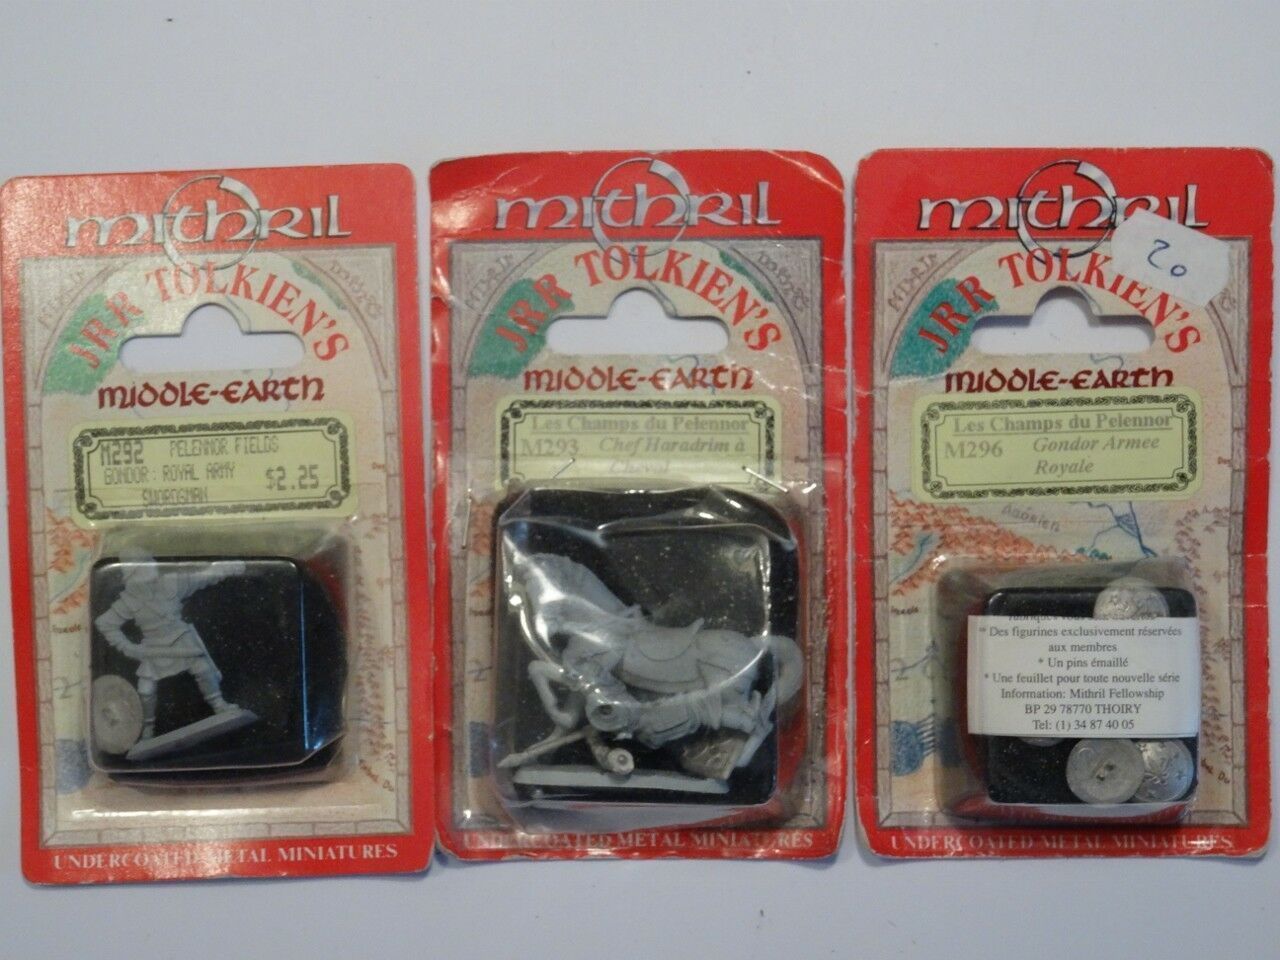 mithril
JRR TOLKIEN'S
MIDDLE-EARTH
M292 PELENNOR FIELDS
GONDOR: ROYAL ARMY $2.25
SWORDSMAN
UNDERCOATED METAL MINIATURES
mithril
JRR TOLKIEN'S
MIDDLE-EARTH
Les Champs du Pelennor
M293 Chef Haradrim à
Cheval
UNDERCOATED METAL MINIATURES
mithril
20
JRR TOLKIEN'S
MIDDLE-EARTH
Les Champs du Pelennor
M296 Gondor Armee
Royale
Anorien
* Des figurines exclusivement réservées
aux membres
* Un pins émaillé
* Une feuillet pour toute nouvelle série
Information: Mithril Fellowship
BP 29 78770 THOIRY
Tel: (1) 34 87 40 05
UNDERCOATED METAL MINIATURES